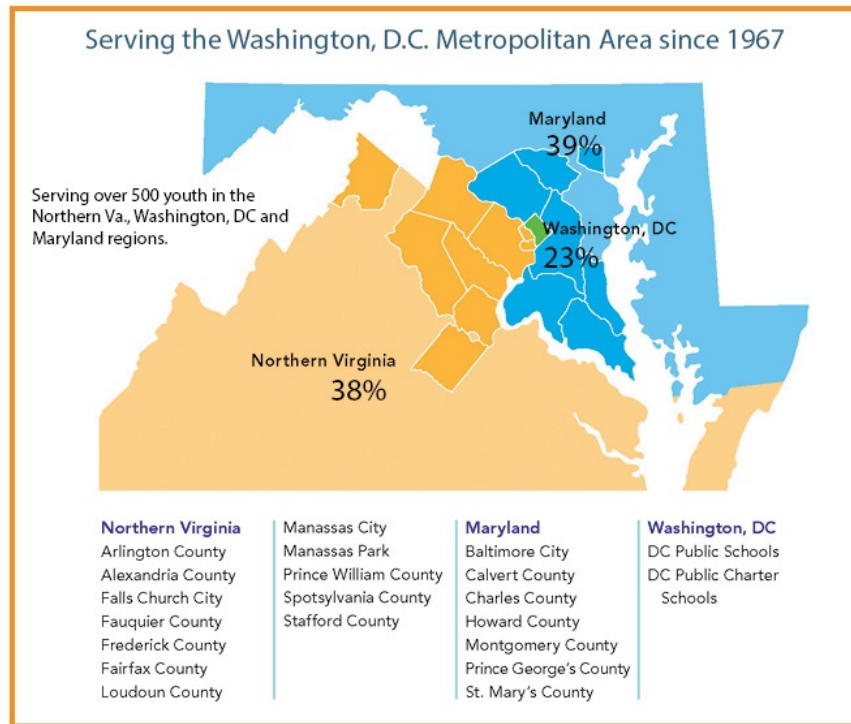 Serving the Washington, D.C. Metropolitan Area since 1967
Maryland
39%
Serving over 500 youth in the
Northern Va., Washington, DC and
Maryland regions.
Washington, DC
23%
Northern Virginia
38%
Northern Virginia
Arlington County
Alexandria County
Falls Church City
Fauquier County
Frederick County
Fairfax County
Loudoun County
Manassas City
Manassas Park
Prince William County
Spotsylvania County
Stafford County
Maryland
Baltimore City
Calvert County
Charles County
Howard County
Montgomery County
Prince George's County
St. Mary's County
Washington, DC
DC Public Schools
DC Public Charter
Schools